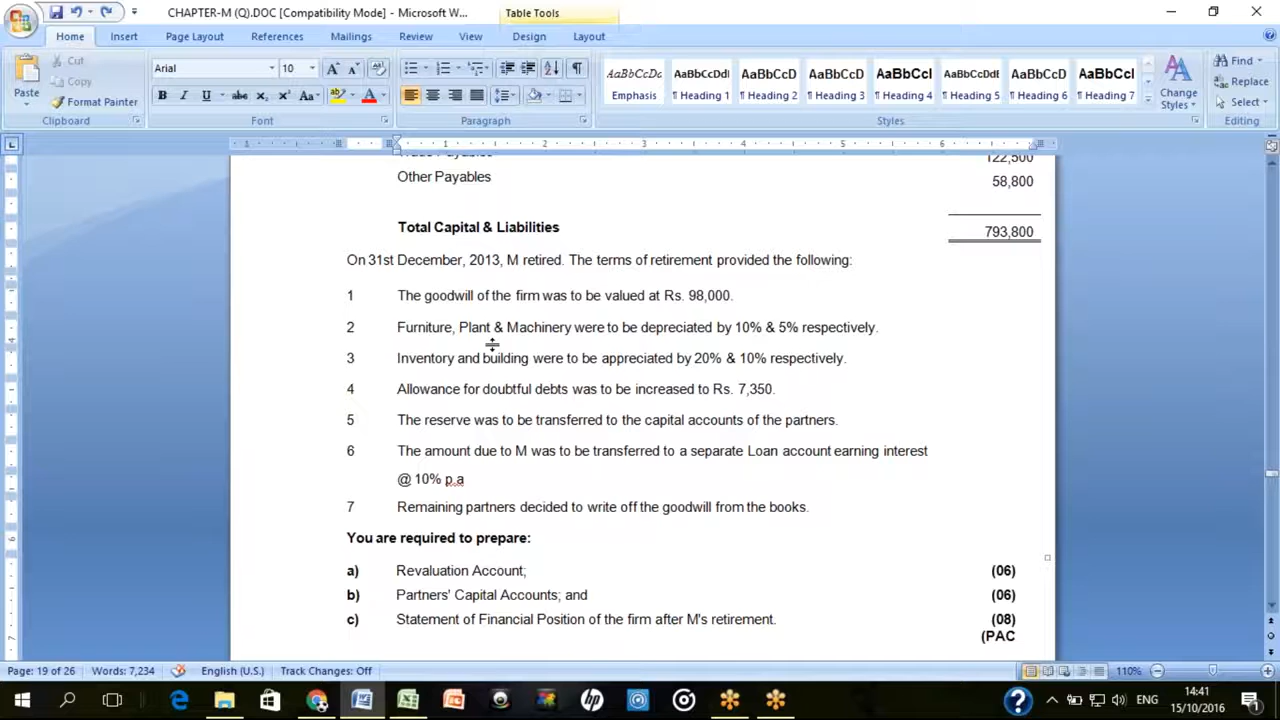 CHAPTER-M (Q).DOC [Compatibility Mode] - Microsoft W...
Table Tools
Home Insert Page Layout References Mailings Review View Design Layout
Paste
Cut
Copy
Format Painter
Clipboard
Arial 10
Font
Paragraph
AaBbCcDc AaBbCcDdI AaBbCcD AaBbCcD AaBbCcI AaBbCcDdE AaBbCcD AaBbCcI
Emphasis ¶ Heading 1 ¶ Heading 2 ¶ Heading 3 ¶ Heading 4 ¶ Heading 5 ¶ Heading 6 ¶ Heading 7
Change Styles
Styles
Find
Replace
Select
Editing
Trade Payables 122,500
Other Payables 58,800
Total Capital & Liabilities 793,800
On 31st December, 2013, M retired. The terms of retirement provided the following:
1 The goodwill of the firm was to be valued at Rs. 98,000.
2 Furniture, Plant & Machinery were to be depreciated by 10% & 5% respectively.
3 Inventory and building were to be appreciated by 20% & 10% respectively.
4 Allowance for doubtful debts was to be increased to Rs. 7,350.
5 The reserve was to be transferred to the capital accounts of the partners.
6 The amount due to M was to be transferred to a separate Loan account earning interest
@ 10% p.a
7 Remaining partners decided to write off the goodwill from the books.
You are required to prepare:
a) Revaluation Account; (06)
b) Partners' Capital Accounts; and (06)
c) Statement of Financial Position of the firm after M's retirement. (08)
(PAC
Page: 19 of 26 Words: 7,234 English (U.S.) Track Changes: Off 110%
ENG
14:41
15/10/2016